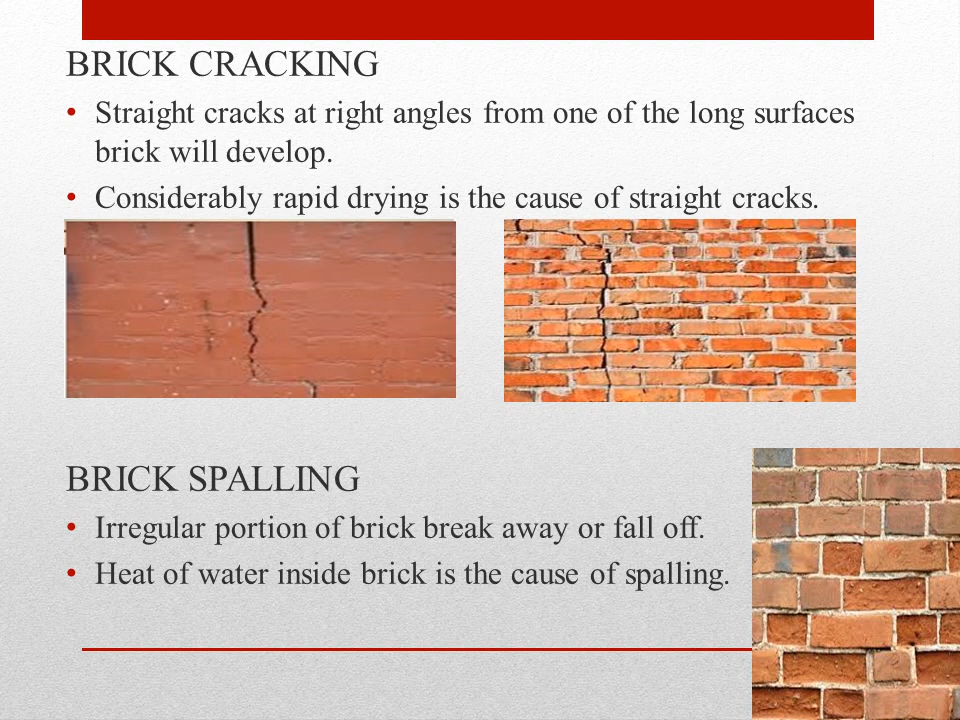 BRICK CRACKING
• Straight cracks at right angles from one of the long surfaces
brick will develop.
• Considerably rapid drying is the cause of straight cracks.
BRICK SPALLING
• Irregular portion of brick break away or fall off.
• Heat of water inside brick is the cause of spalling.